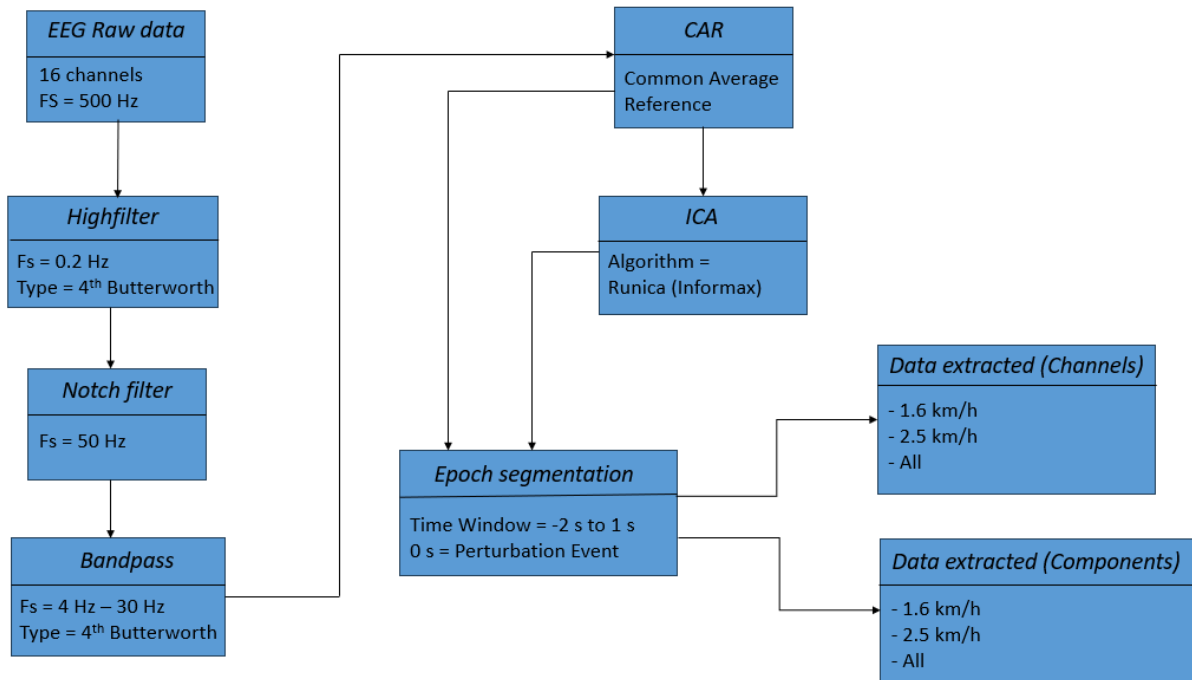 EEG Raw data
16 channels
FS = 500 Hz
Highfilter
Fs = 0.2 Hz
Type = 4th Butterworth
Notch filter
Fs = 50 Hz
Bandpass
Fs = 4 Hz – 30 Hz
Type = 4th Butterworth
CAR
Common Average
Reference
ICA
Algorithm =
Runica (Informax)
Epoch segmentation
Time Window = -2 s to 1 s
0 s = Perturbation Event
Data extracted (Channels)
- 1.6 km/h
- 2.5 km/h
- All
Data extracted (Components)
- 1.6 km/h
- 2.5 km/h
- All